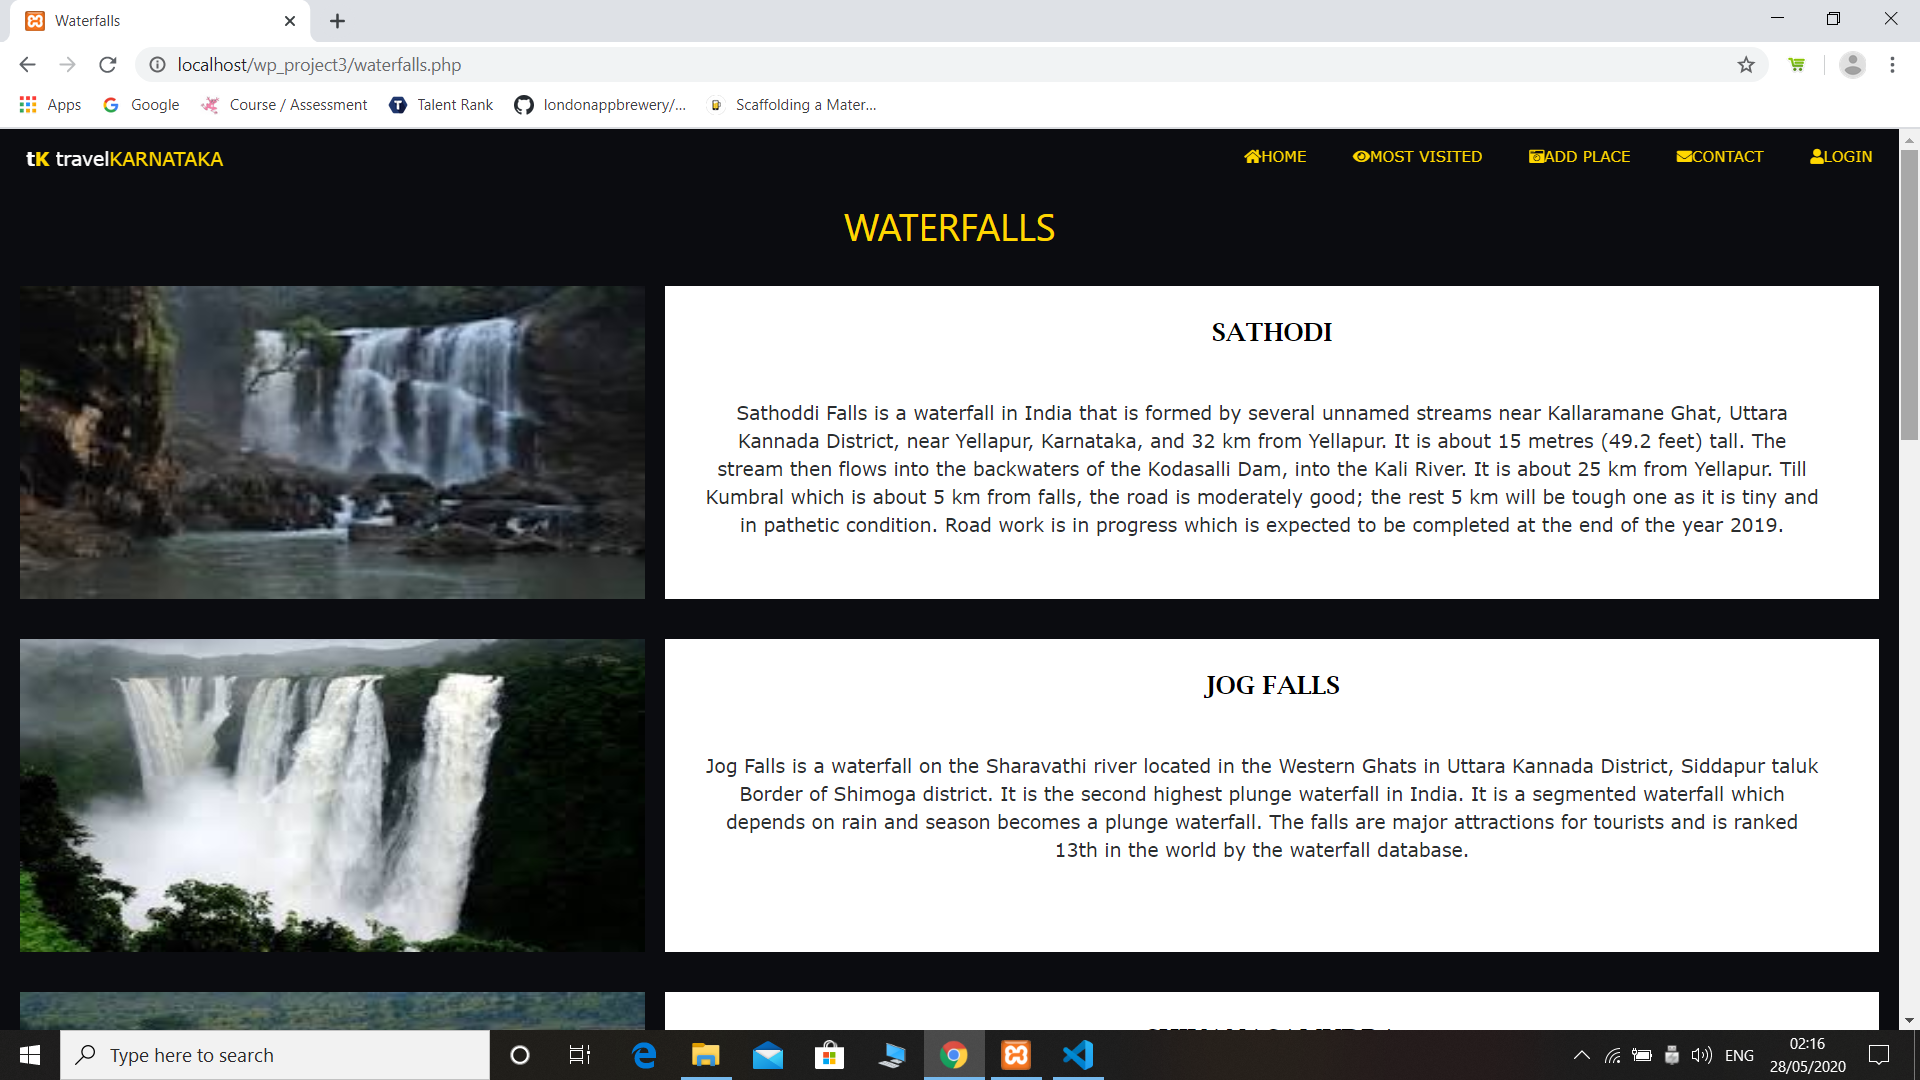 Waterfalls
localhost/wp_project3/waterfalls.php
Apps Google Course / Assessment Talent Rank londonappbrewery/... Scaffolding a Mater...
tK travelKARNATAKA HOME MOST VISITED ADD PLACE CONTACT LOGIN
WATERFALLS
SATHODI
Sathoddi Falls is a waterfall in India that is formed by several unnamed streams near Kallaramane Ghat, Uttara
Kannada District, near Yellapur, Karnataka, and 32 km from Yellapur. It is about 15 metres (49.2 feet) tall. The
stream then flows into the backwaters of the Kodasalli Dam, into the Kali River. It is about 25 km from Yellapur. Till
Kumbral which is about 5 km from falls, the road is moderately good; the rest 5 km will be tough one as it is tiny and
in pathetic condition. Road work is in progress which is expected to be completed at the end of the year 2019.
JOG FALLS
Jog Falls is a waterfall on the Sharavathi river located in the Western Ghats in Uttara Kannada District, Siddapur taluk
Border of Shimoga district. It is the second highest plunge waterfall in India. It is a segmented waterfall which
depends on rain and season becomes a plunge waterfall. The falls are major attractions for tourists and is ranked
13th in the world by the waterfall database.
Type here to search
ENG
02:16
28/05/2020